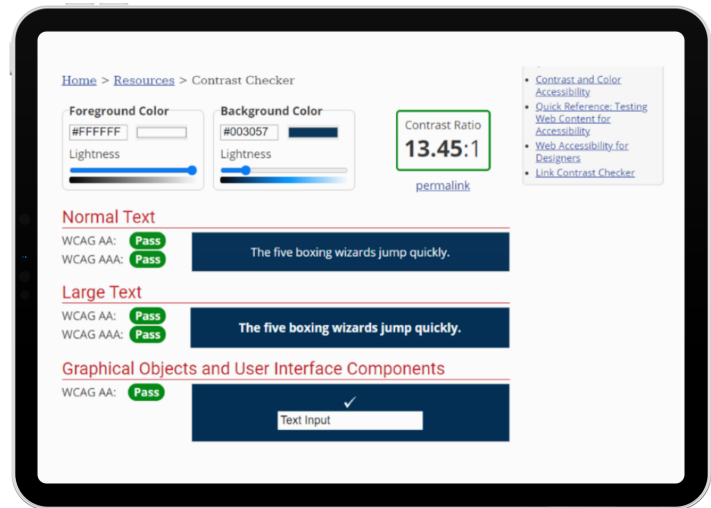 Home > Resources > Contrast Checker
Foreground Color
#FFFFFF
Lightness
Background Color
#003057
Lightness
Contrast Ratio
13.45:1
permalink
Contrast and Color
Accessibility
Quick Reference: Testing
Web Content for
Accessibility
Web Accessibility for
Designers
Link Contrast Checker
Normal Text
WCAG AA: Pass
WCAG AAA: Pass
The five boxing wizards jump quickly.
Large Text
WCAG AA: Pass
WCAG AAA: Pass
The five boxing wizards jump quickly.
Graphical Objects and User Interface Components
WCAG AA: Pass
✓
Text Input